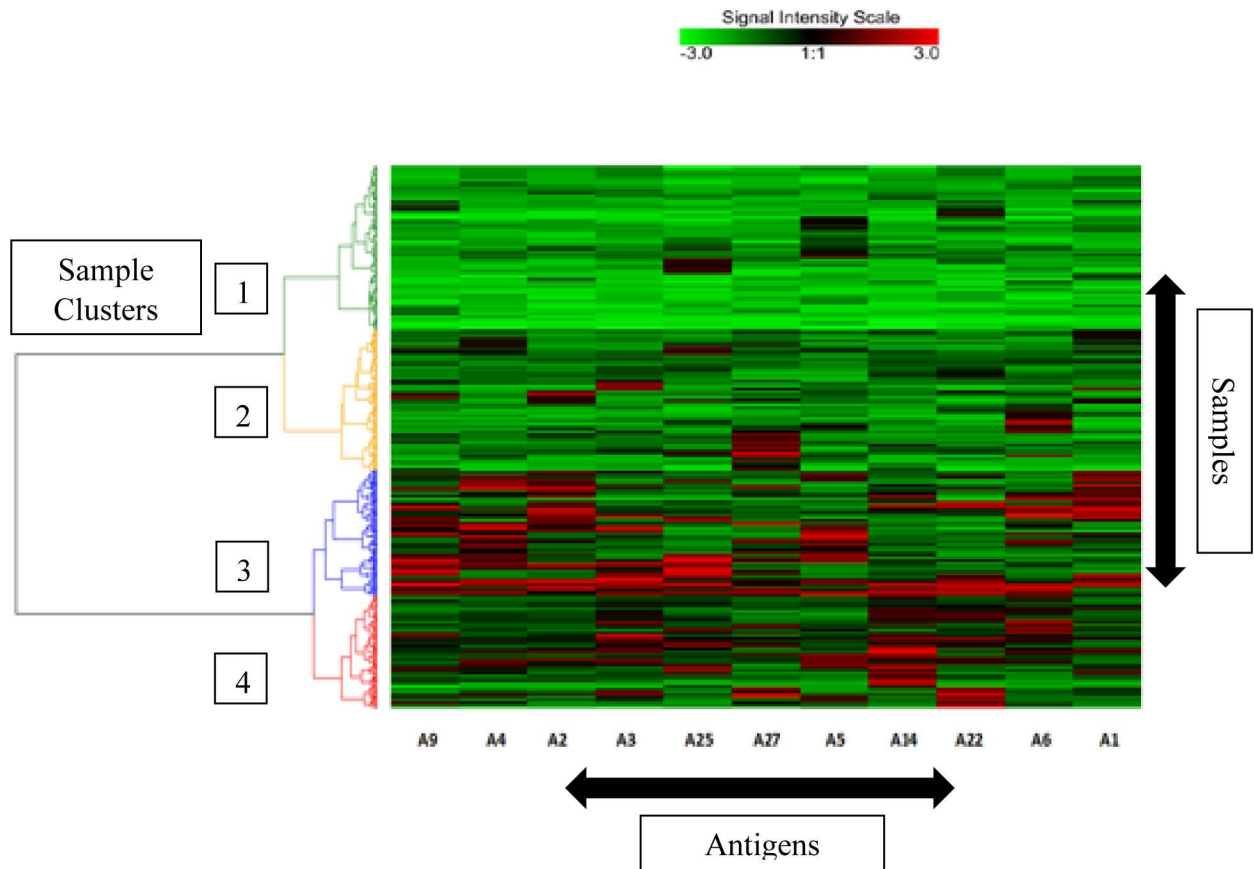 Signal Intensity Scale
-3.0 1:1 3.0
Sample
Clusters
1
2
3
4
Samples
A9 A4 A2 A3 A25 A27 A5 A14 A22 A6 A1
Antigens